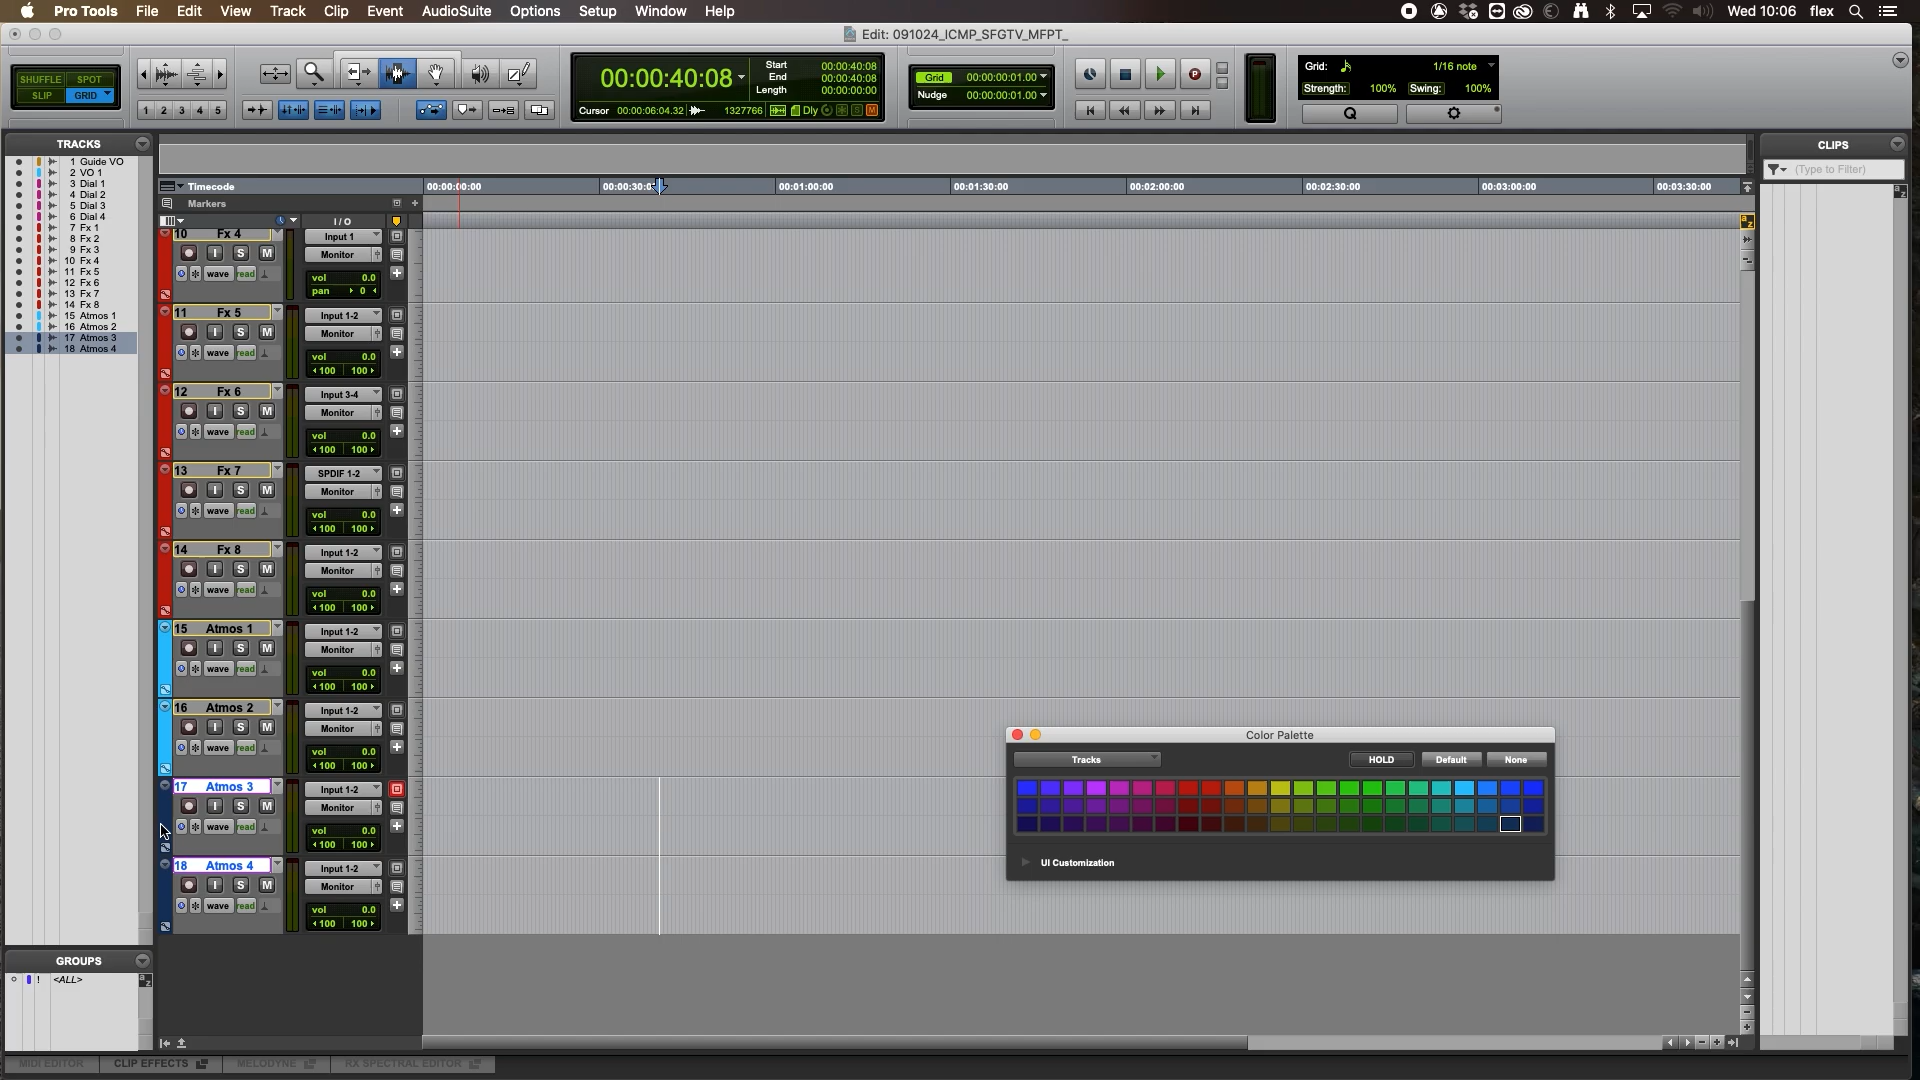 Pro Tools File Edit View Track Clip Event AudioSuite Options Setup Window Help Wed 10:06 flex
Edit: 091024_ICMP_SFGTV_MFPT_
SHUFFLE SPOT
SLIP GRID
1 2 3 4 5
00:00:40:08
Start 00:00:40:08
End 00:00:40:08
Length 00:00:00:00
Cursor 00:00:06:04.32 1327766 Dly S M
Grid 00:00:00:01.00
Nudge 00:00:00:01.00
Grid: 1/16 note
Strength: 100% Swing: 100%
Q
TRACKS
1 Guide VO
2 VO 1
3 Dial 1
4 Dial 2
5 Dial 3
6 Dial 4
7 Fx 1
8 Fx 2
9 Fx 3
10 Fx 4
11 Fx 5
12 Fx 6
13 Fx 7
14 Fx 8
15 Atmos 1
16 Atmos 2
17 Atmos 3
18 Atmos 4
GROUPS
! <ALL>
a z
Timecode 00:00:00:00 00:00:30:0 00:01:00:00 00:01:30:00 00:02:00:00 00:02:30:00 00:03:00:00 00:03:30:00
Markers
I / O
10 Fx 4 Input 1
I S M Monitor
wave read vol 0.0
pan 0
11 Fx 5 Input 1-2
I S M Monitor
wave read vol 0.0
100 100
12 Fx 6 Input 3-4
I S M Monitor
wave read vol 0.0
100 100
13 Fx 7 SPDIF 1-2
I S M Monitor
wave read vol 0.0
100 100
14 Fx 8 Input 1-2
I S M Monitor
wave read vol 0.0
100 100
15 Atmos 1 Input 1-2
I S M Monitor
wave read vol 0.0
100 100
16 Atmos 2 Input 1-2
I S M Monitor
wave read vol 0.0
100 100
17 Atmos 3 Input 1-2
I S M Monitor
wave read vol 0.0
100 100
18 Atmos 4 Input 1-2
I S M Monitor
wave read vol 0.0
100 100
Color Palette
Tracks HOLD Default None
UI Customization
CLIPS
(Type to Filter)
a z
MIDI EDITOR CLIP EFFECTS MELODYNE RX SPECTRAL EDITOR